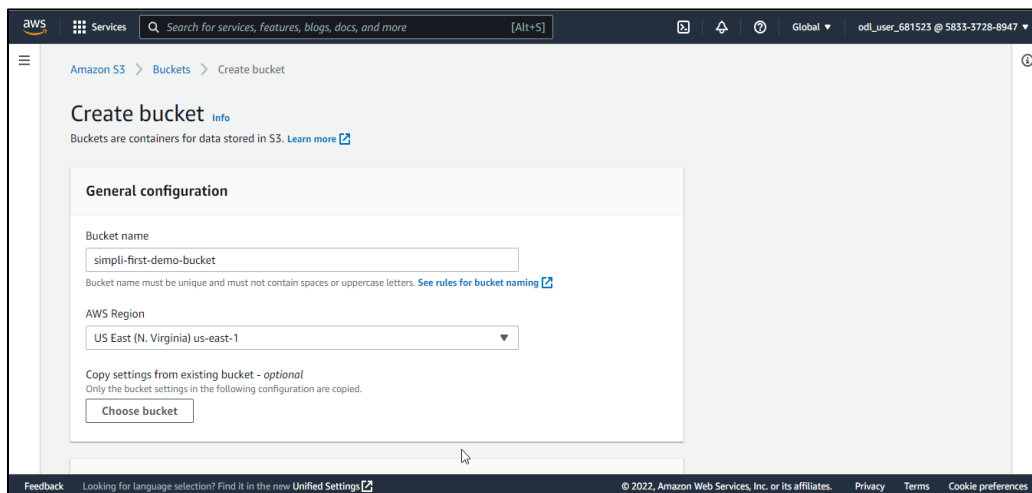 aws Services Search for services, features, blogs, docs, and more [Alt+S] Global ▼ odl_user_681523 @ 5833-3728-8947 ▼
Amazon S3 > Buckets > Create bucket
Create bucket Info
Buckets are containers for data stored in S3. Learn more
General configuration
Bucket name
simpli-first-demo-bucket
Bucket name must be unique and must not contain spaces or uppercase letters. See rules for bucket naming
AWS Region
US East (N. Virginia) us-east-1
Copy settings from existing bucket - optional
Only the bucket settings in the following configuration are copied.
Choose bucket
Feedback Looking for language selection? Find it in the new Unified Settings © 2022, Amazon Web Services, Inc. or its affiliates. Privacy Terms Cookie preferences